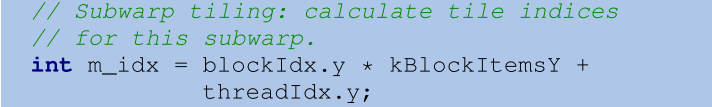 // Subwarp tiling: calculate tile indices
// for this subwarp.
int m_idx = blockIdx.y * kBlockItemsY +
threadIdx.y;